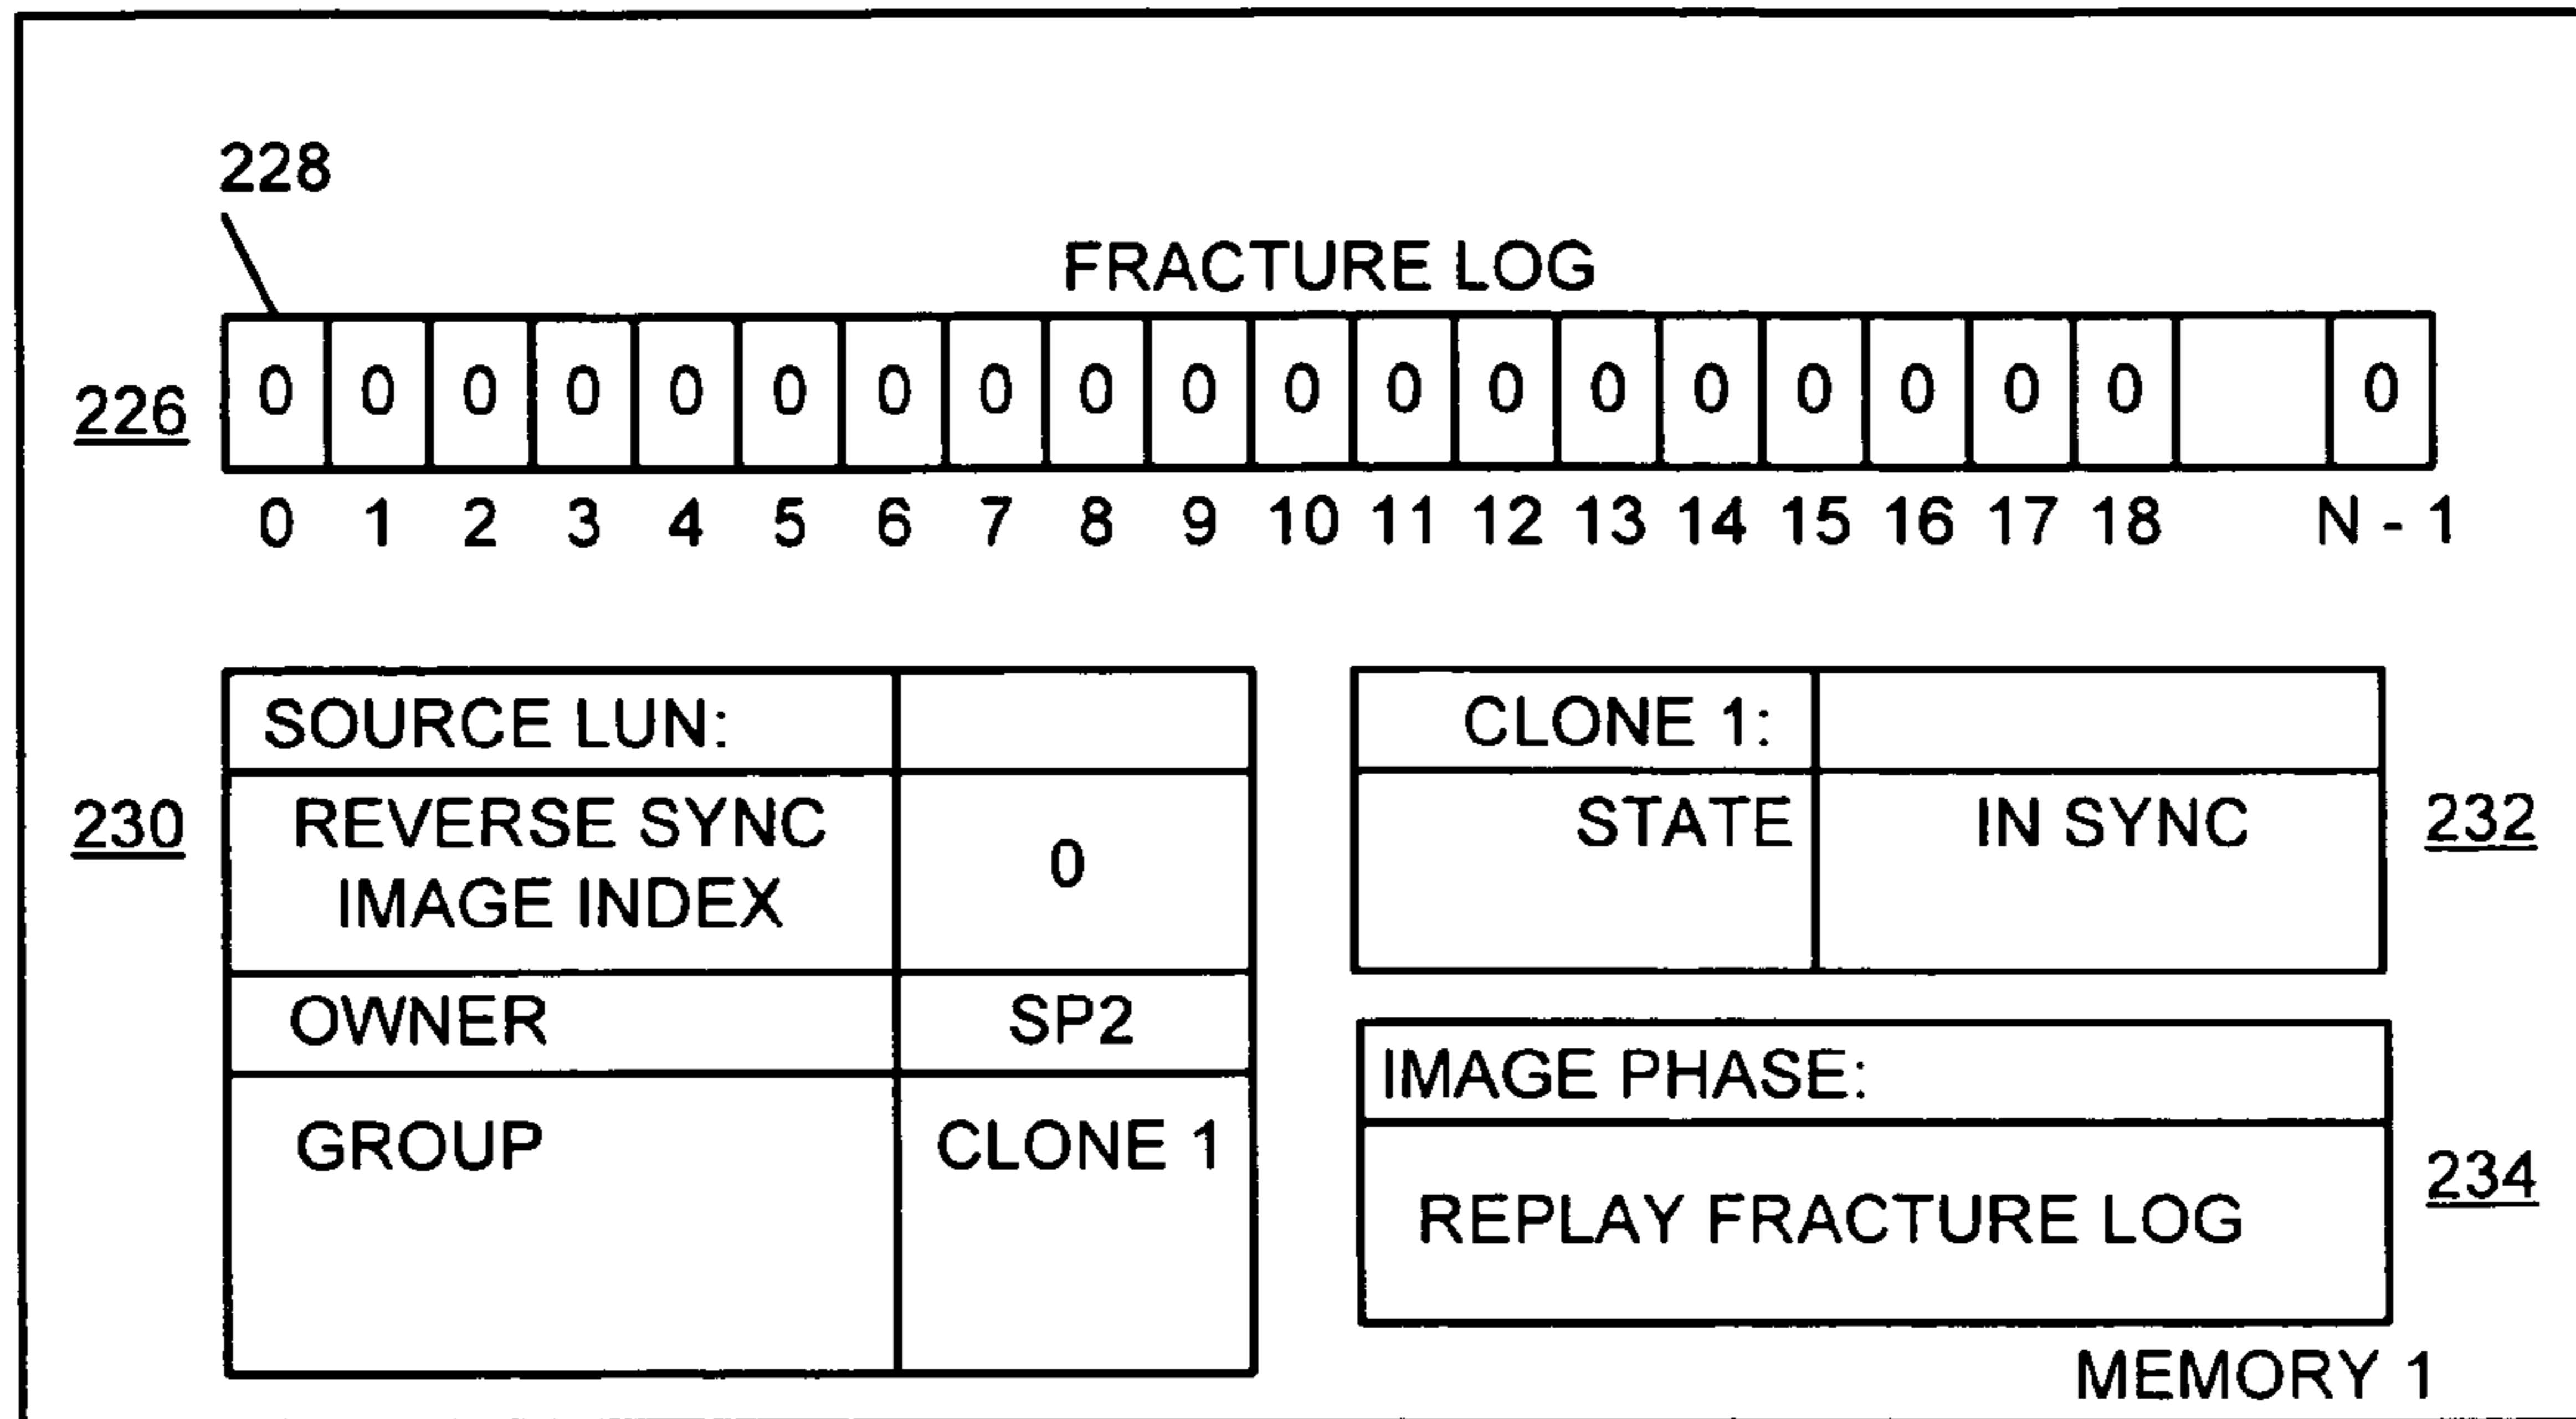 228
FRACTURE LOG
226 0 0 0 0 0 0 0 0 0 0 0 0 0 0 0 0 0 0 0 0
0 1 2 3 4 5 6 7 8 9 10 11 12 13 14 15 16 17 18 N - 1
230
SOURCE LUN:
REVERSE SYNC
IMAGE INDEX
0
OWNER SP2
GROUP CLONE 1
CLONE 1:
STATE IN SYNC
232
IMAGE PHASE:
REPLAY FRACTURE LOG
234
MEMORY 1